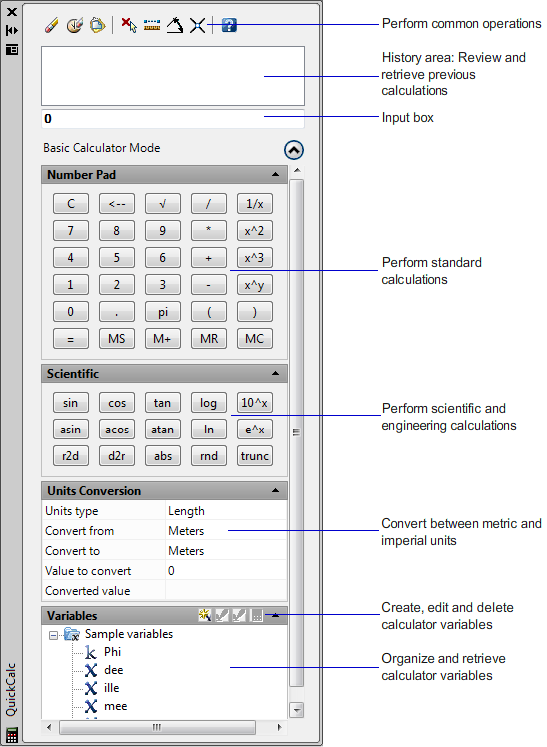 Perform common operations
History area: Review and
retrieve previous
calculations
0
Input box
Basic Calculator Mode
Number Pad
C <-- √ / 1/x
7 8 9 * x^2
4 5 6 + x^3
1 2 3 - x^y
0 . pi ( )
= MS M+ MR MC
Perform standard
calculations
Scientific
sin cos tan log 10^x
asin acos atan ln e^x
r2d d2r abs rnd trunc
Perform scientific and
engineering calculations
Units Conversion
Units type Length
Convert from Meters
Convert to Meters
Value to convert 0
Converted value
Convert between metric and
imperial units
Variables
Create, edit and delete
calculator variables
Sample variables
k Phi
X dee
X ille
X mee
Organize and retrieve
calculator variables
QuickCalc